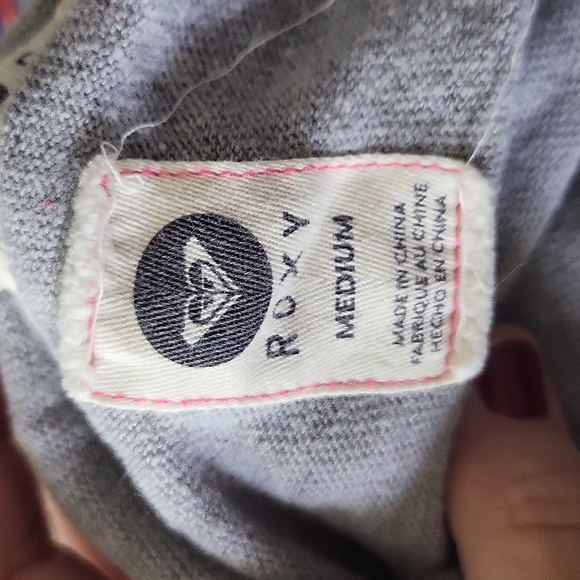 ROXY
MEDIUM
MADE IN CHINA
FABRIQUE AU CHINE
HECHO EN CHINA